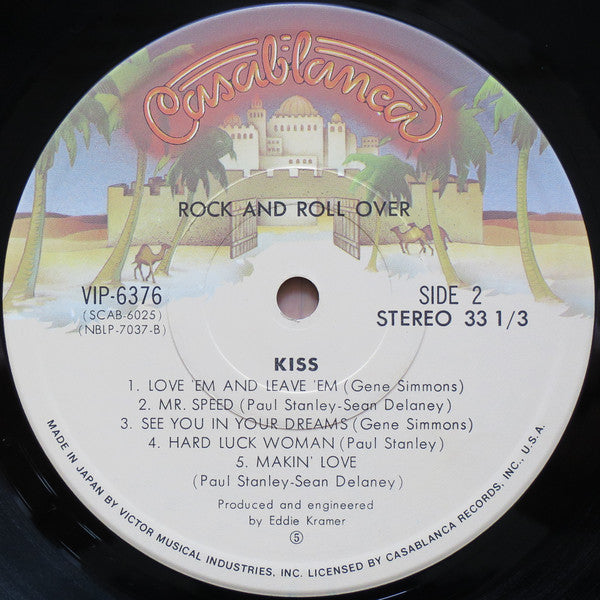 Casablanca
ROCK AND ROLL OVER
VIP-6376
(SCAB-6025)
(NBLP-7037-B)
SIDE 2
STEREO 33 1/3
KISS
1. LOVE 'EM AND LEAVE 'EM (Gene Simmons)
2. MR. SPEED (Paul Stanley-Sean Delaney)
3. SEE YOU IN YOUR DREAMS (Gene Simmons)
4. HARD LUCK WOMAN (Paul Stanley)
5. MAKIN' LOVE
(Paul Stanley-Sean Delaney)
Produced and engineered
by Eddie Kramer
⑤
MADE IN JAPAN BY VICTOR MUSICAL INDUSTRIES, INC. LICENSED BY CASABLANCA RECORDS, INC., U.S.A.